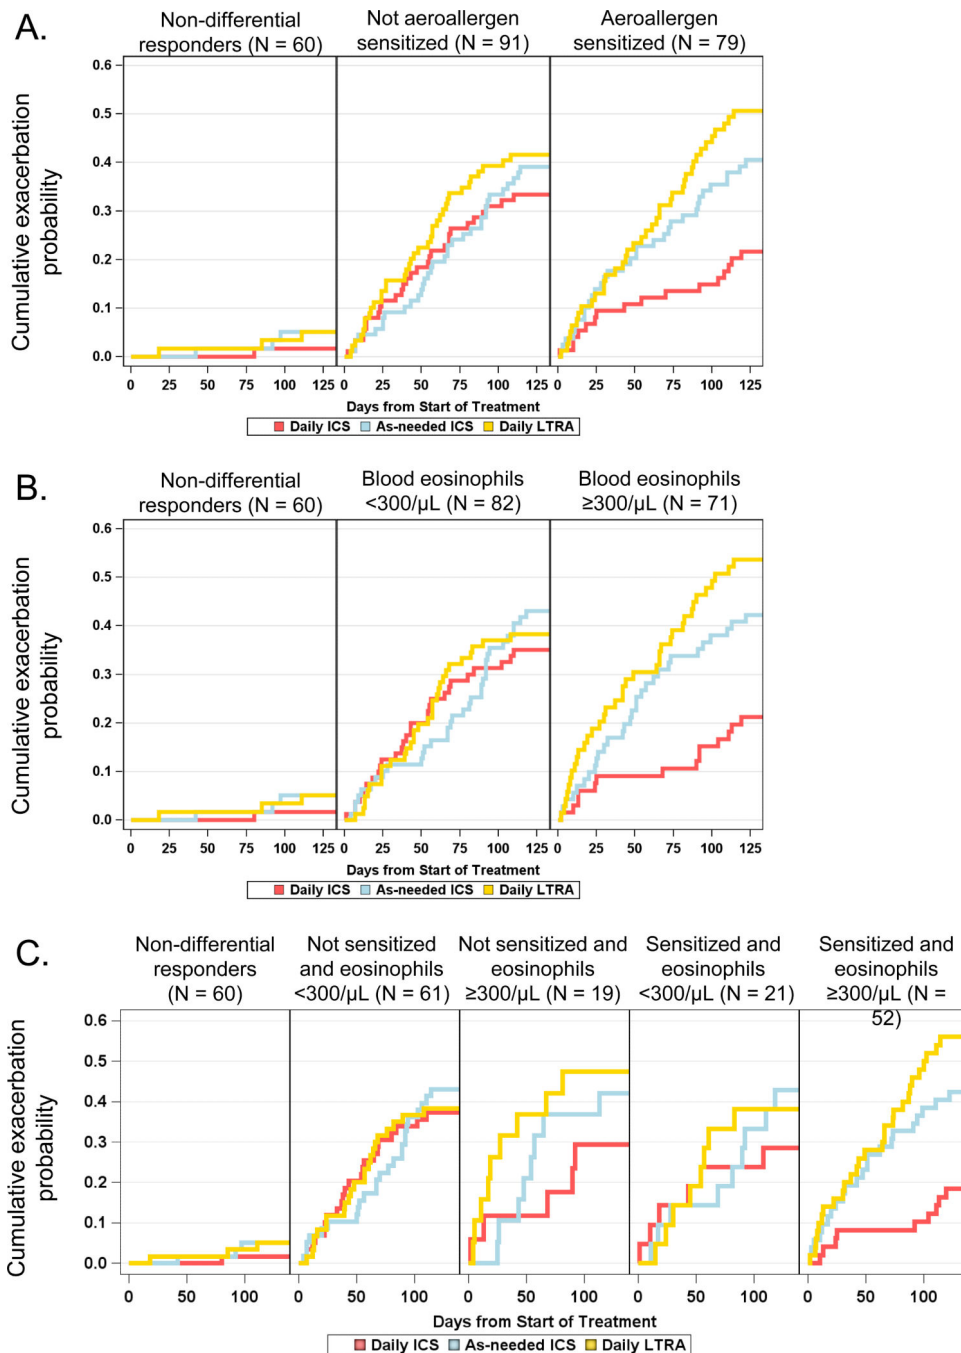 A.
Non-differential
responders (N = 60)
Not aeroallergen
sensitized (N = 91)
Aeroallergen
sensitized (N = 79)
Cumulative exacerbation
probability
0.6
0.5
0.4
0.3
0.2
0.1
0.0
0 25 50 75 100 125
0 25 50 75 100 125
0 25 50 75 100 125
Days from Start of Treatment
Daily ICS As-needed ICS Daily LTRA
B.
Non-differential
responders (N = 60)
Blood eosinophils
<300/µL (N = 82)
Blood eosinophils
≥300/µL (N = 71)
Cumulative exacerbation
probability
0.6
0.5
0.4
0.3
0.2
0.1
0.0
0 25 50 75 100 125
0 25 50 75 100 125
0 25 50 75 100 125
Days from Start of Treatment
Daily ICS As-needed ICS Daily LTRA
C.
Non-differential
responders
(N = 60)
Not sensitized
and eosinophils
<300/µL (N = 61)
Not sensitized and
eosinophils
≥300/µL (N = 19)
Sensitized and
eosinophils
<300/µL (N = 21)
Sensitized and
eosinophils
≥300/µL (N =
52)
Cumulative exacerbation
probability
0.6
0.5
0.4
0.3
0.2
0.1
0.0
0 50 100
0 50 100
0 50 100
0 50 100
0 50 100
Days from Start of Treatment
Daily ICS As-needed ICS Daily LTRA